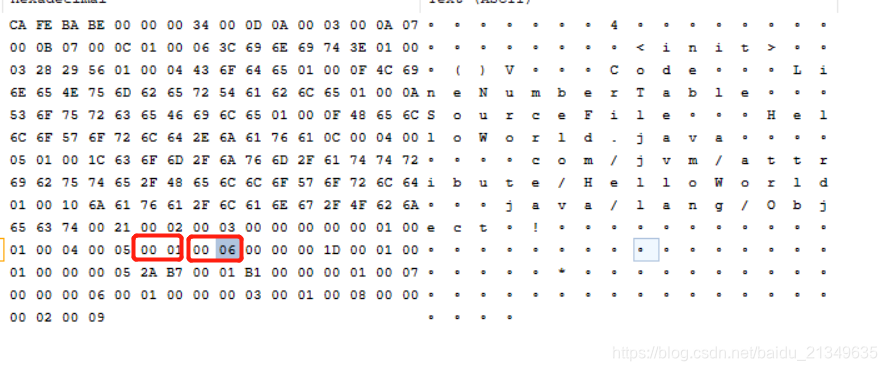 Hexadecimal Text (ASCII)
CA FE BA BE 00 00 00 34 00 0D 0A 00 03 00 0A 07 ∘ ∘ ∘ ∘ ∘ ∘ ∘ 4 ∘ ∘ ∘ ∘ ∘ ∘ ∘ ∘
00 0B 07 00 0C 01 00 06 3C 69 6E 69 74 3E 01 00 ∘ ∘ ∘ ∘ ∘ ∘ ∘ ∘ < i n i t > ∘ ∘
03 28 29 56 01 00 04 43 6F 64 65 01 00 0F 4C 69 ∘ ( ) V ∘ ∘ ∘ C o d e ∘ ∘ ∘ L i
6E 65 4E 75 6D 62 65 72 54 61 62 6C 65 01 00 0A n e N u m b e r T a b l e ∘ ∘ ∘
53 6F 75 72 63 65 46 69 6C 65 01 00 0F 48 65 6C S o u r c e F i l e ∘ ∘ ∘ H e l
6C 6F 57 6F 72 6C 64 2E 6A 61 76 61 0C 00 04 00 l o W o r l d . j a v a ∘ ∘ ∘ ∘
05 01 00 1C 63 6F 6D 2F 6A 76 6D 2F 61 74 74 72 ∘ ∘ ∘ ∘ c o m / j v m / a t t r
69 62 75 74 65 2F 48 65 6C 6C 6F 57 6F 72 6C 64 i b u t e / H e l l o W o r l d
01 00 10 6A 61 76 61 2F 6C 61 6E 67 2F 4F 62 6A ∘ ∘ ∘ j a v a / l a n g / O b j
65 63 74 00 21 00 02 00 03 00 00 00 00 00 01 00 e c t ∘ ! ∘ ∘ ∘ ∘ ∘ ∘ ∘ ∘ ∘ ∘ ∘
01 00 04 00 05 00 01 00 06 00 00 00 1D 00 01 00 ∘ ∘ ∘ ∘ ∘ ∘ ∘ ∘ ∘ ∘ ∘ ∘ ∘ ∘ ∘ ∘
01 00 00 00 05 2A B7 00 01 B1 00 00 00 01 00 07 ∘ ∘ ∘ ∘ ∘ * ∘ ∘ ∘ ∘ ∘ ∘ ∘ ∘ ∘ ∘
00 00 00 06 00 01 00 00 00 03 00 01 00 08 00 00 ∘ ∘ ∘ ∘ ∘ ∘ ∘ ∘ ∘ ∘ ∘ ∘ ∘ ∘ ∘ ∘
00 02 00 09 ∘ ∘ ∘ ∘
https://blog.csdn.net/baidu_21349635